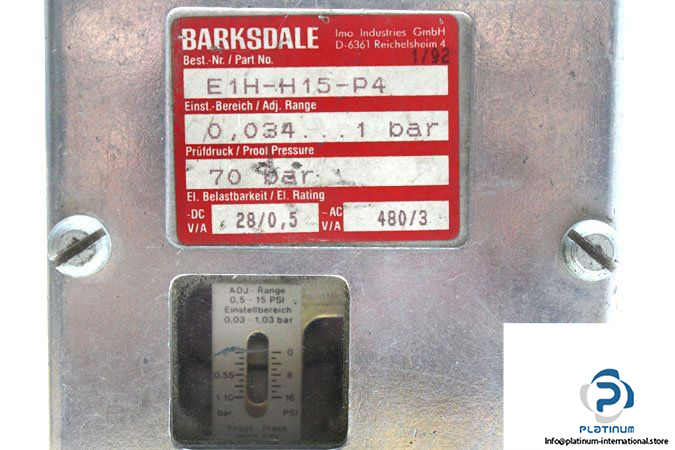 BARKSDALE
Imo Industries GmbH
D-6361 Reichelsheim 4
1/92
Best.-Nr. / Part No.
E1H-H15-P4
Einst.-Bereich / Adj. Range
0,034...1 bar
Prüfdruck / Proof Pressure
70 bar
El. Belastbarkeit / El. Rating
-DC V/A 28/0,5 ~AC V/A 480/3
ADJ- Range
0,5 - 15 PSI
Einstellbereich
0,03 - 1,03 bar
0
0.55 8
1,10 16
bar PSI
Proof - Press
PLATINUM
info@platinum-international.store